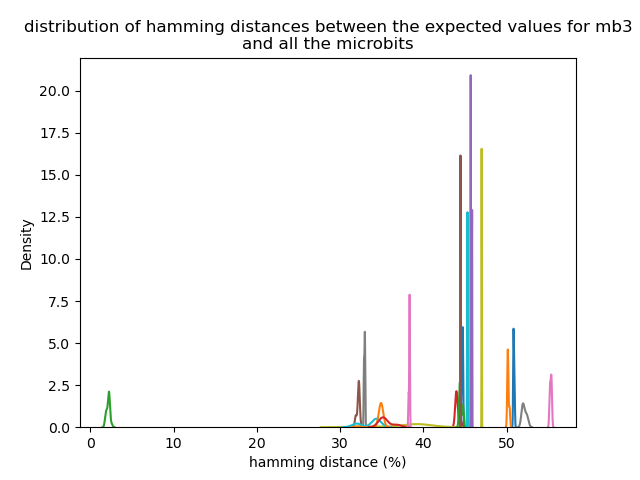 distribution of hamming distances between the expected values for mb3
and all the microbits
20.0
17.5
15.0
12.5
10.0
7.5
5.0
2.5
0.0
Density
0 10 20 30 40 50
hamming distance (%)